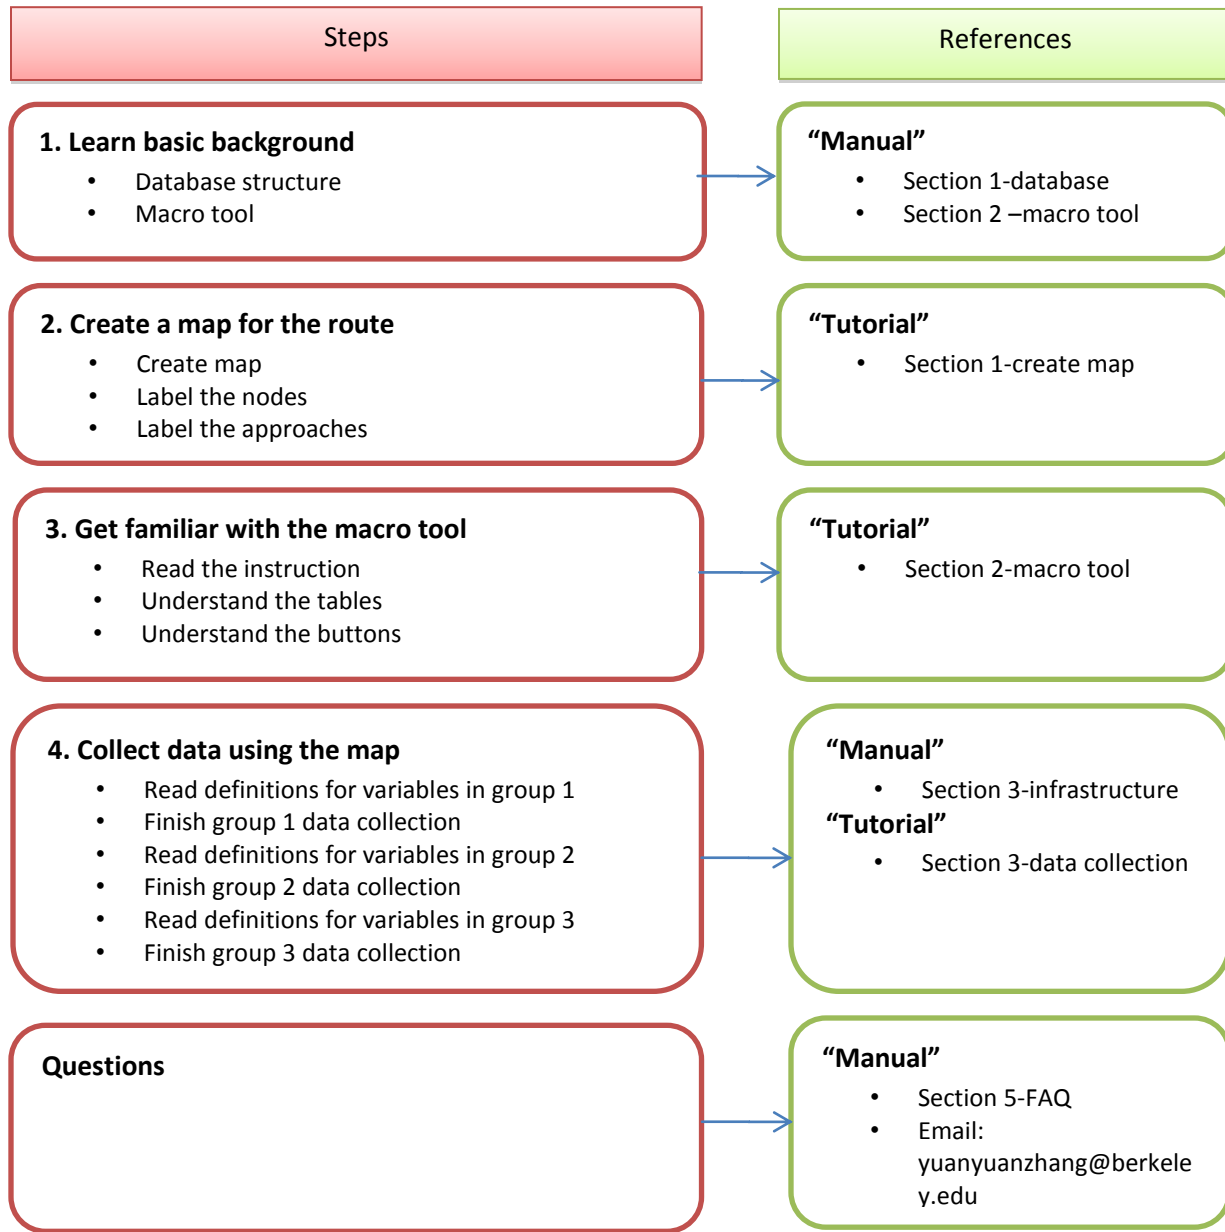 Steps
References
1. Learn basic background
• Database structure
• Macro tool
“Manual”
• Section 1-database
• Section 2 –macro tool
2. Create a map for the route
• Create map
• Label the nodes
• Label the approaches
“Tutorial”
• Section 1-create map
3. Get familiar with the macro tool
• Read the instruction
• Understand the tables
• Understand the buttons
“Tutorial”
• Section 2-macro tool
4. Collect data using the map
• Read definitions for variables in group 1
• Finish group 1 data collection
• Read definitions for variables in group 2
• Finish group 2 data collection
• Read definitions for variables in group 3
• Finish group 3 data collection
“Manual”
• Section 3-infrastructure
“Tutorial”
• Section 3-data collection
Questions
“Manual”
• Section 5-FAQ
• Email:
yuanyuanzhang@berkele
y.edu